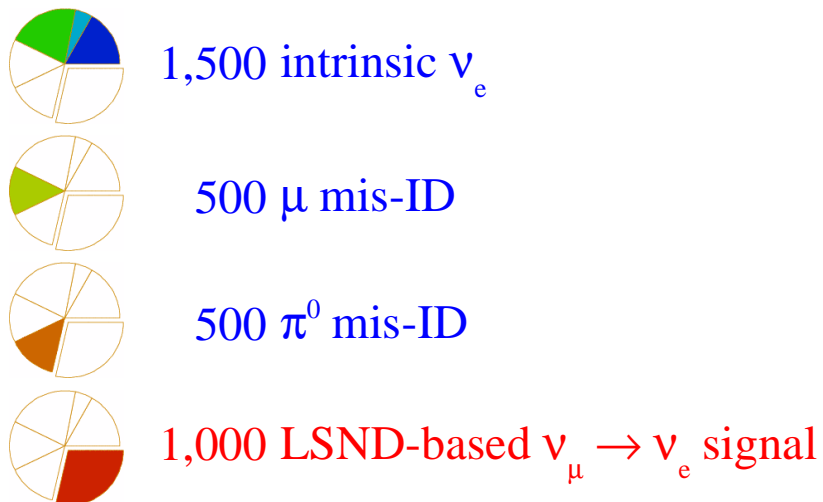 1,500 intrinsic νe
500 μ mis-ID
500 π⁰ mis-ID
1,000 LSND-based νμ → νe signal